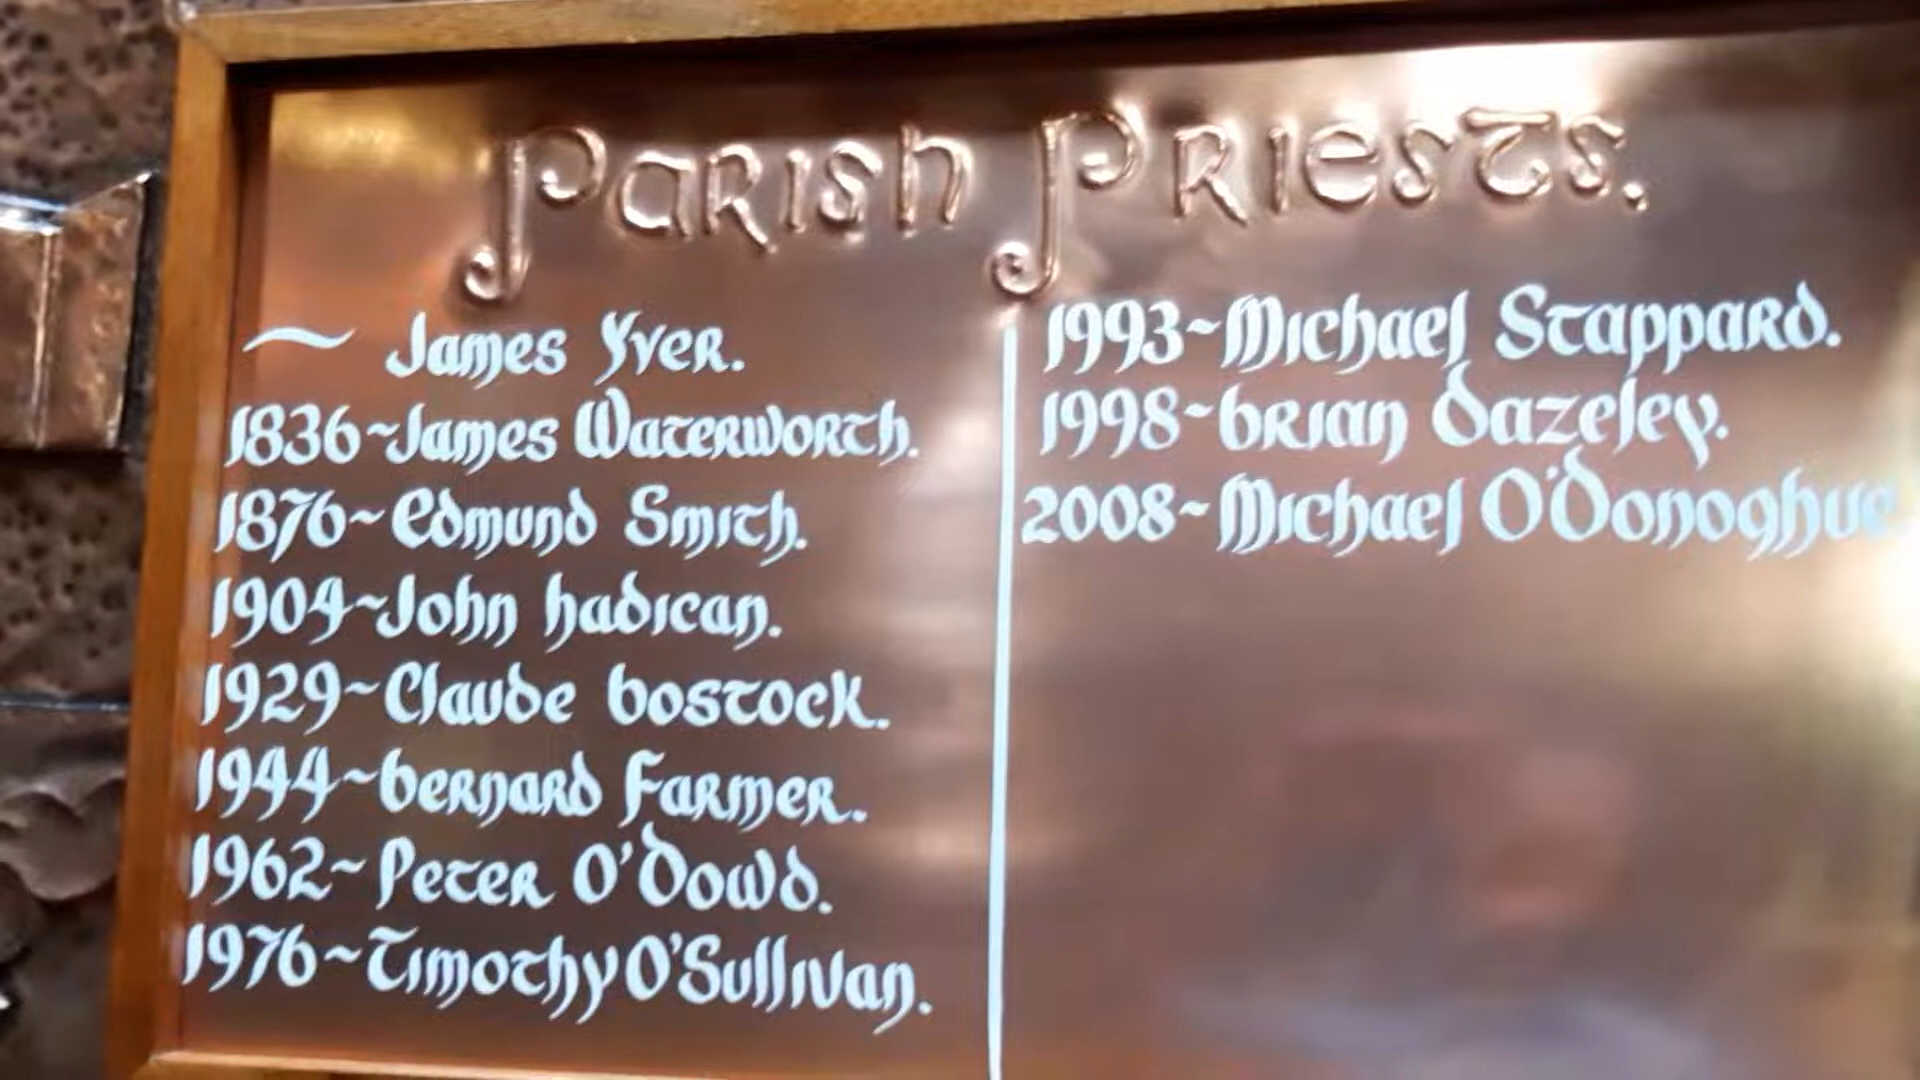 Parish Priests.
~ James Yver.
1836~James Waterworth.
1876~Edmund Smith.
1904~John hadican.
1929~Claude bostock.
1944~bernard Farmer.
1962~Peter O'Dowd.
1976~Timothy O'Sullivan.
1993~Michael Stappard.
1998~brian Dazeley.
2008~Michael O'Donoghue